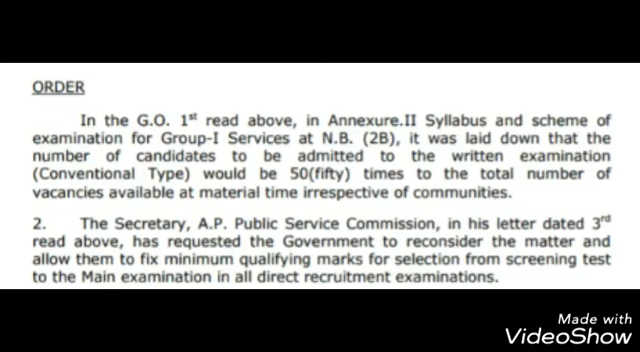 ORDER
In the G.O. 1st read above, in Annexure.II Syllabus and scheme of
examination for Group-I Services at N.B. (2B), it was laid down that the
number of candidates to be admitted to the written examination
(Conventional Type) would be 50(fifty) times to the total number of
vacancies available at material time irrespective of communities.
2. The Secretary, A.P. Public Service Commission, in his letter dated 3rd
read above, has requested the Government to reconsider the matter and
allow them to fix minimum qualifying marks for selection from screening test
to the Main examination in all direct recruitment examinations.
Made with
VideoShow